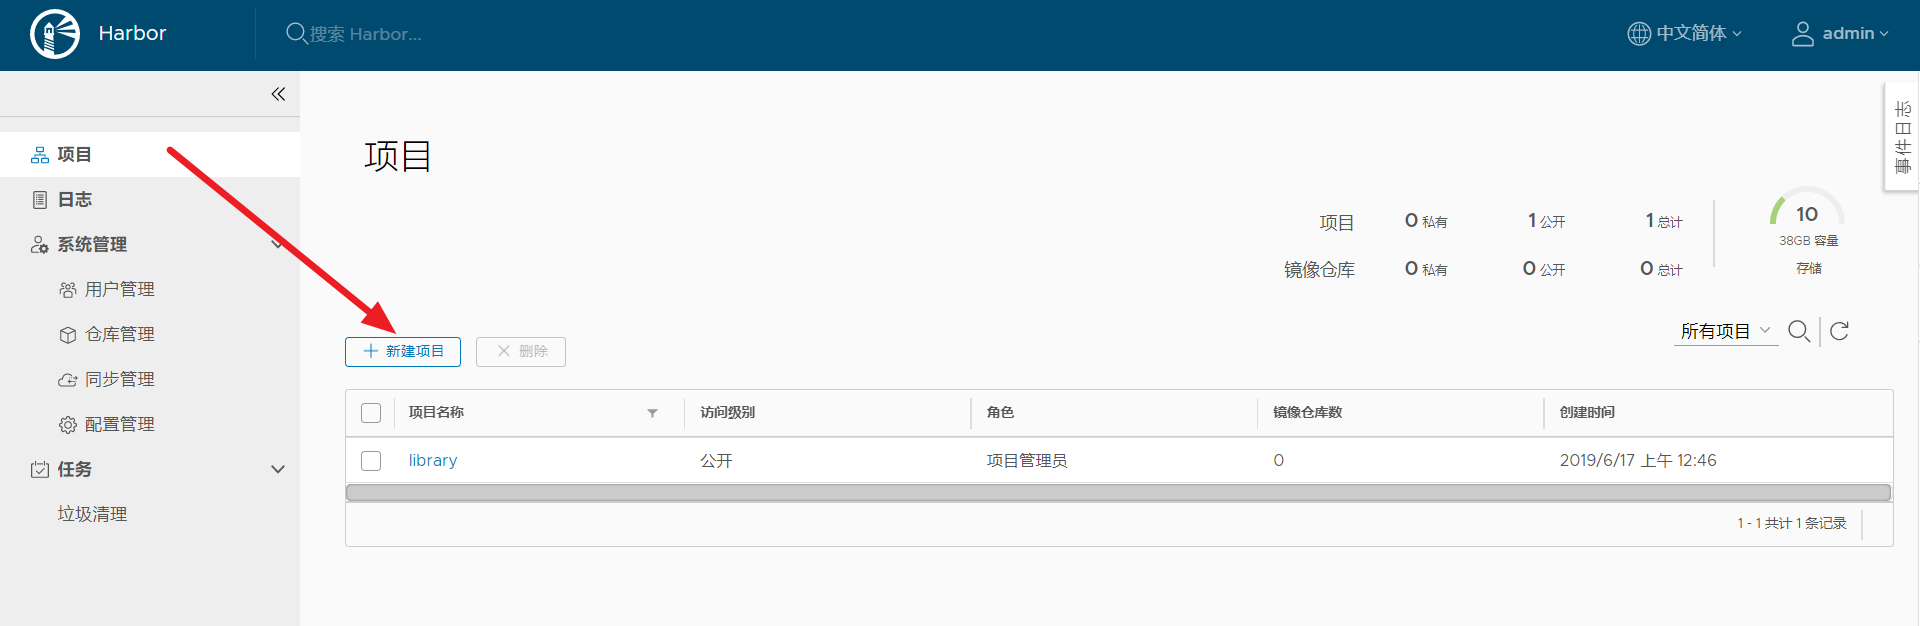 Harbor
搜索 Harbor...
中文简体
admin
事件日志
项目
日志
系统管理
用户管理
仓库管理
同步管理
配置管理
任务
垃圾清理
项目
项目 0 私有 1 公开 1 总计
镜像仓库 0 私有 0 公开 0 总计
10
38GB 容量
存储
所有项目
新建项目
删除
项目名称 访问级别 角色 镜像仓库数 创建时间
library 公开 项目管理员 0 2019/6/17 上午 12:46
1 - 1 共计 1 条记录